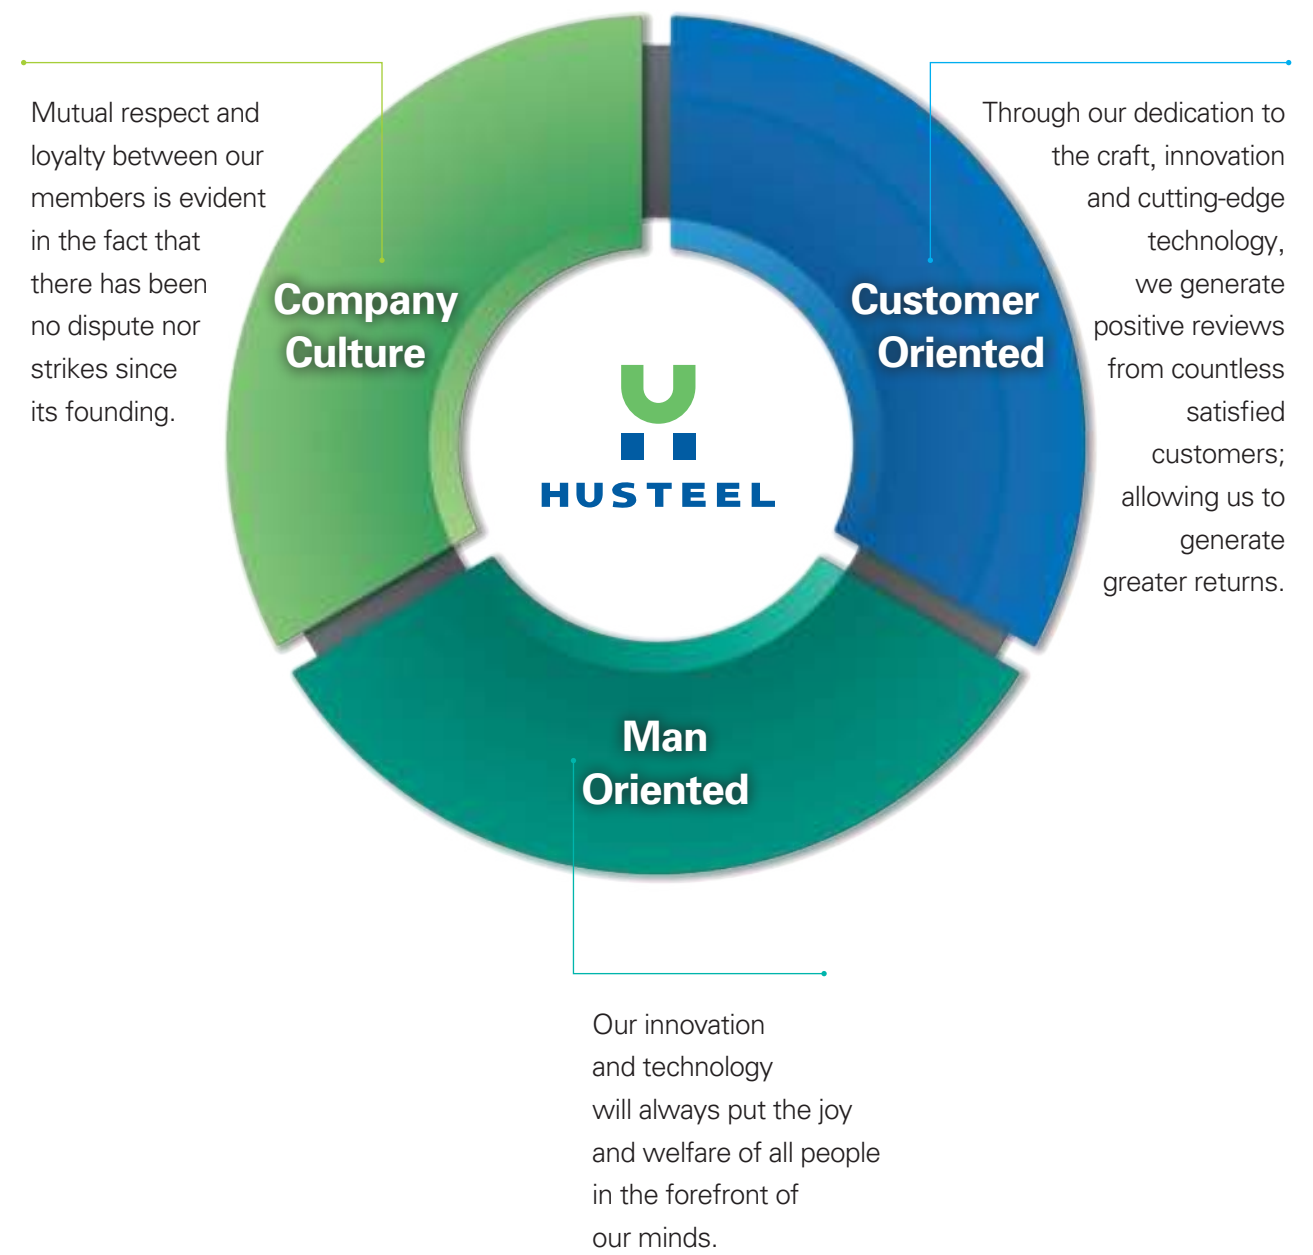 Mutual respect and
loyalty between our
members is evident
in the fact that
there has been
no dispute nor
strikes since
its founding.
Company
Culture
Through our dedication to
the craft, innovation
and cutting-edge
technology,
we generate
positive reviews
from countless
satisfied
customers;
allowing us to
generate
greater returns.
Customer
Oriented
HUSTEEL
Man
Oriented
Our innovation
and technology
will always put the joy
and welfare of all people
in the forefront of
our minds.